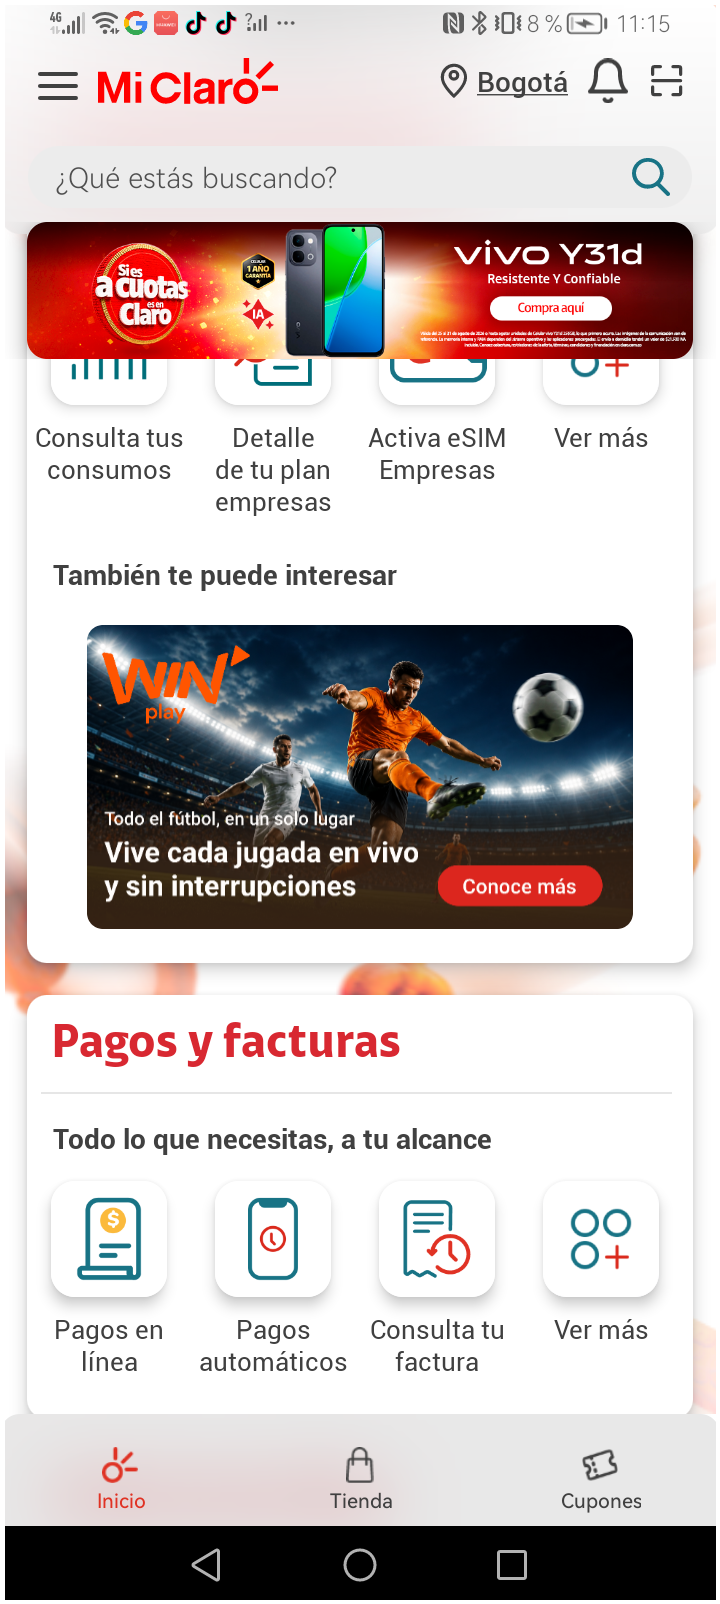 4G
?
8 %
11:15
Mi Claro
Bogotá
¿Qué estás buscando?
Si es
a cuotas
es en
Claro
1 AÑO
GARANTÍA
IA
vivo Y31d
Resistente Y Confiable
Compra aquí
Consulta tus
consumos
Detalle
de tu plan
empresas
Activa eSIM
Empresas
Ver más
También te puede interesar
WIN
play
Todo el fútbol, en un solo lugar
Vive cada jugada en vivo
y sin interrupciones
Conoce más
Pagos y facturas
Todo lo que necesitas, a tu alcance
Pagos en
línea
Pagos
automáticos
Consulta tu
factura
Ver más
Inicio
Tienda
Cupones